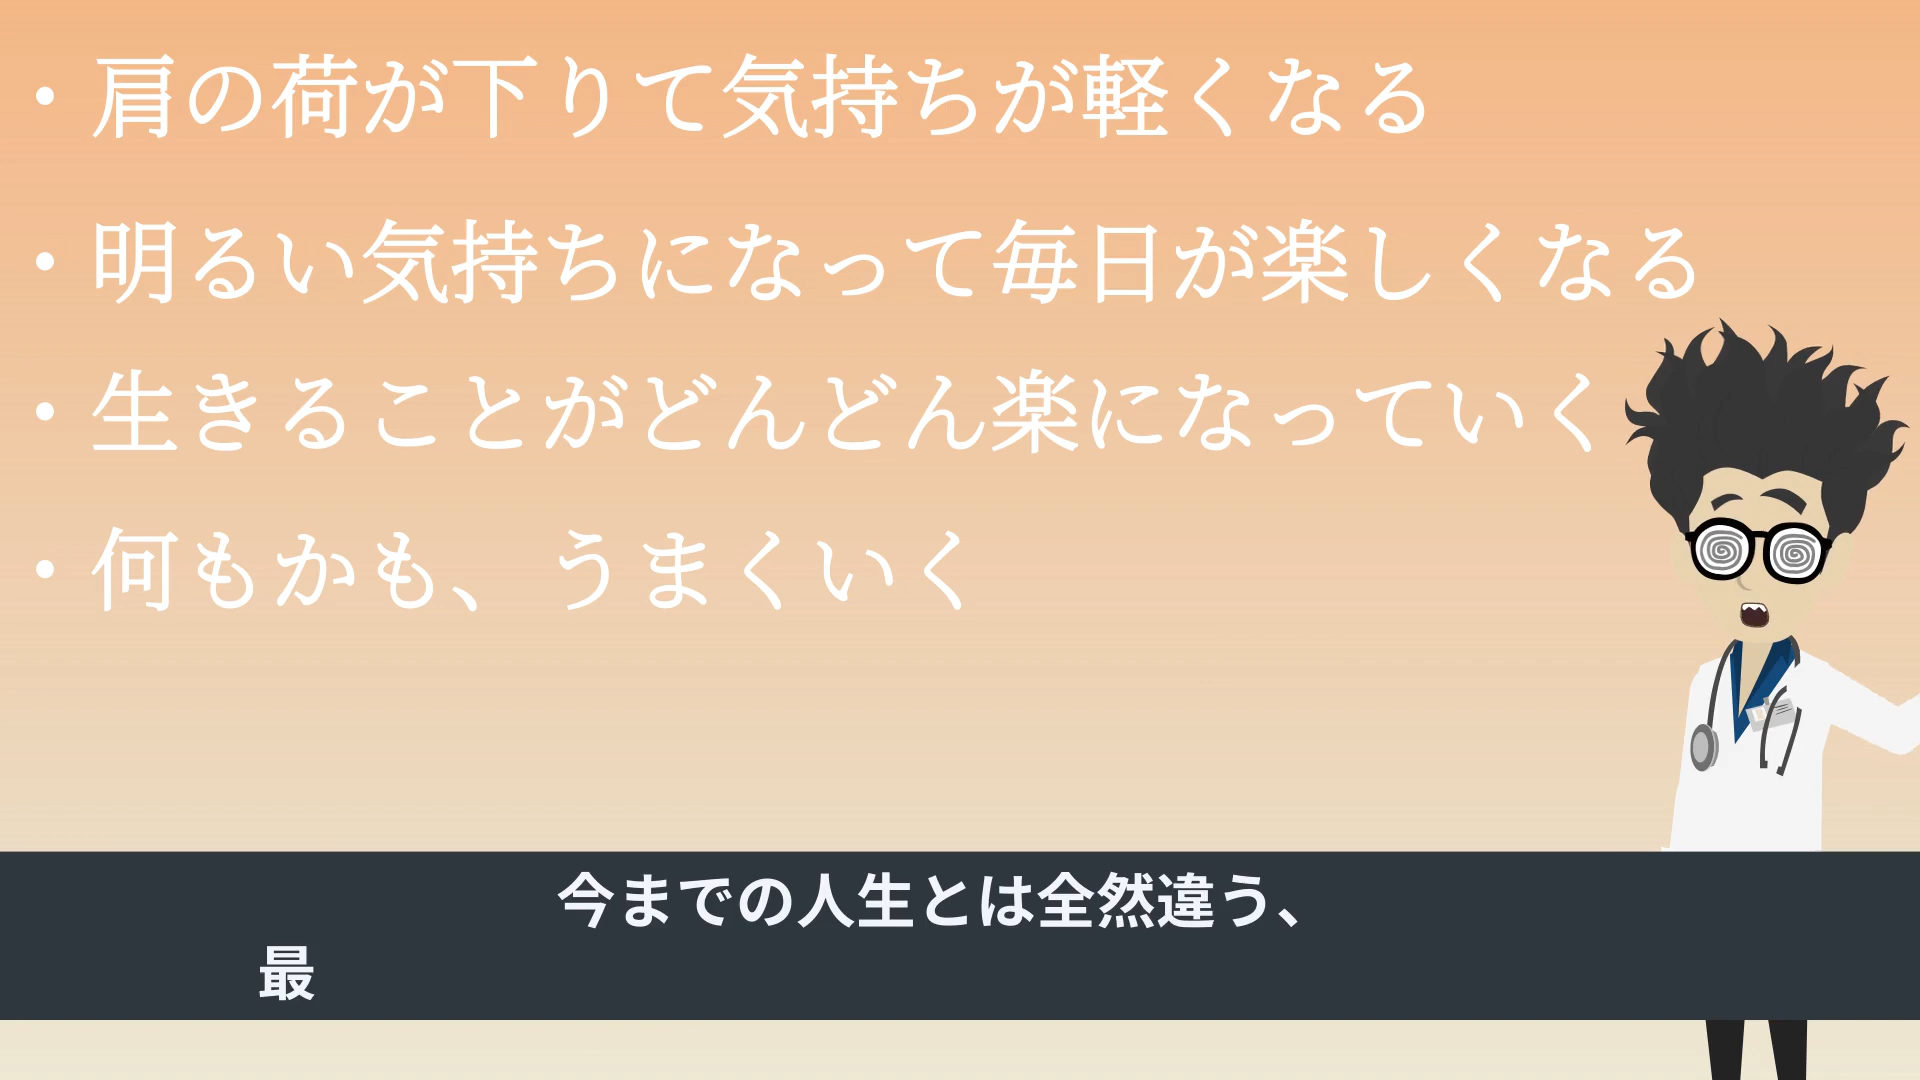 ・肩の荷が下りて気持ちが軽くなる
・明るい気持ちになって毎日が楽しくなる
・生きることがどんどん楽になっていく
・何もかも、うまくいく
今までの人生とは全然違う、
最